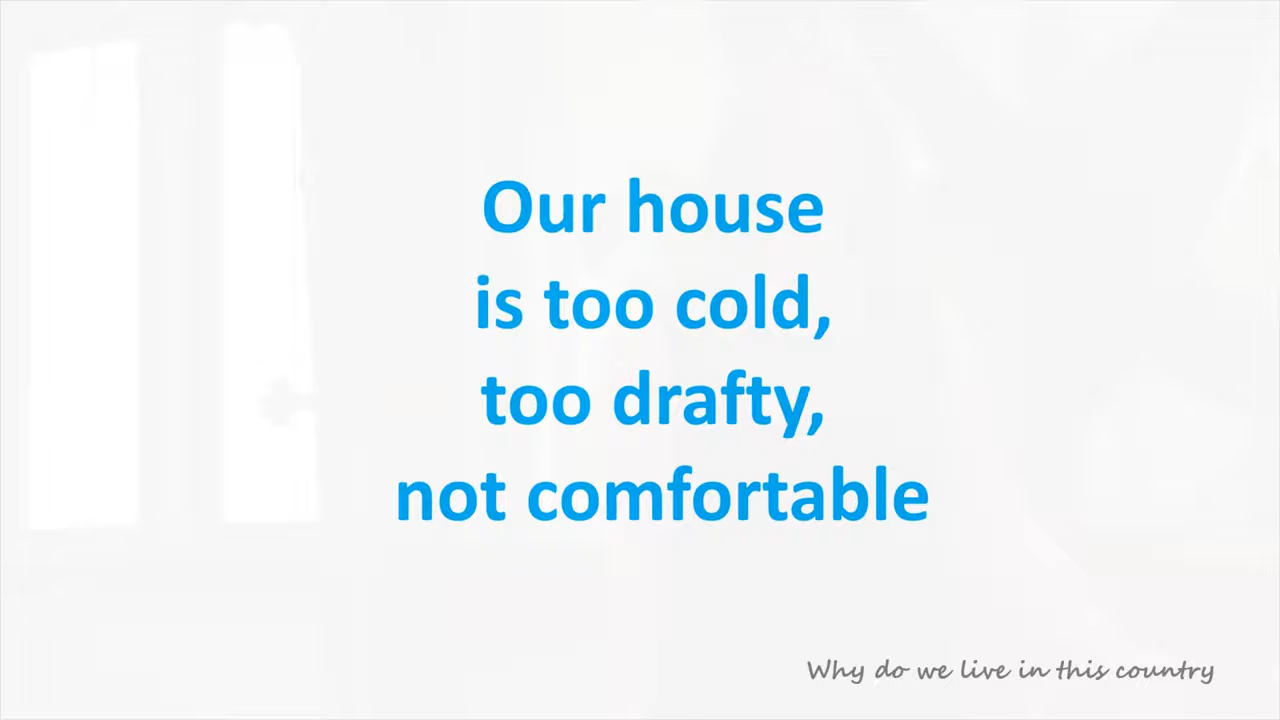 Our house
is too cold,
too drafty,
not comfortable
Why do we live in this country